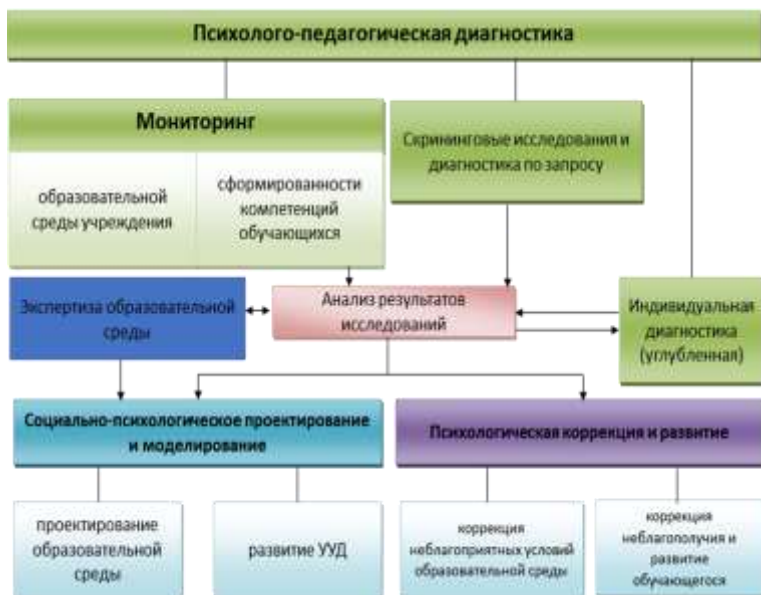 Психолого-педагогическая диагностика
Мониторинг
образовательной
среды учреждения
сформированности
компетенций
обучающихся
Скрининговые исследования и
диагностика по запросу
Экспертиза образовательной
среды
Анализ результатов
исследований
Индивидуальная
диагностика
(углубленная)
Социально-психологическое проектирование
и моделирование
Психологическая коррекция и развитие
проектирование
образовательной
среды
развитие УУД
коррекция
неблагоприятных условий
образовательной среды
коррекция
неблагополучия и
развитие
обучающегося